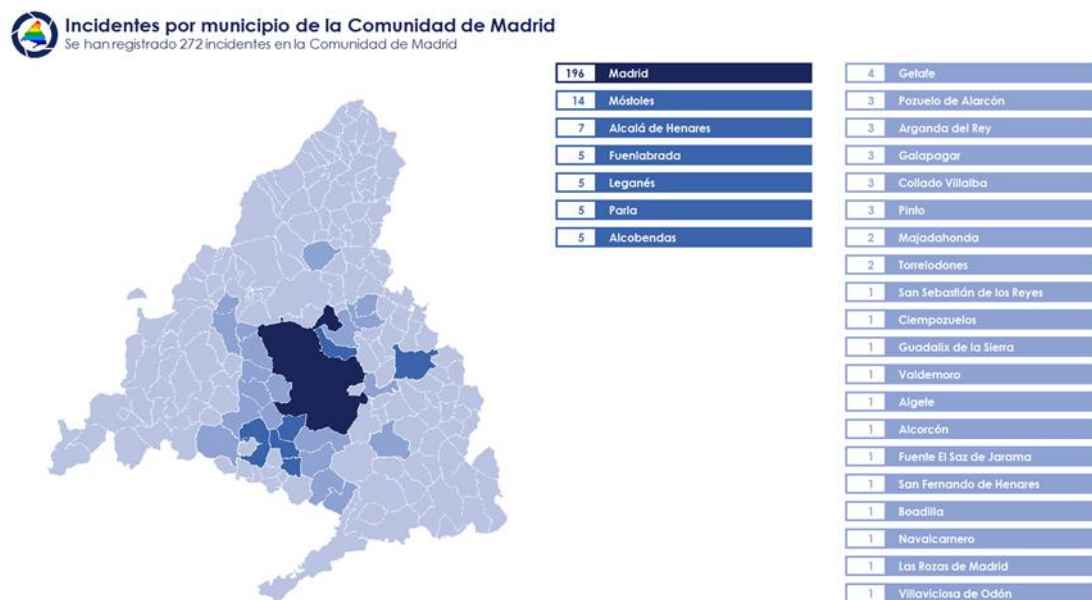 Incidentes por municipio de la Comunidad de Madrid
Se han registrado 272 incidentes en la Comunidad de Madrid
196 Madrid
14 Móstoles
7 Alcalá de Henares
5 Fuenlabrada
5 Leganés
5 Parla
5 Alcobendas
4 Getafe
3 Pozuelo de Alarcón
3 Arganda del Rey
3 Galapagar
3 Collado Villalba
3 Pinto
2 Majadahonda
2 Torrelodones
1 San Sebastián de los Reyes
1 Ciempozuelos
1 Guadalix de la Sierra
1 Valdemoro
1 Algete
1 Alcorcón
1 Fuente El Saz de Jarama
1 San Fernando de Henares
1 Boadilla
1 Navalcarnero
1 Las Rozas de Madrid
1 Villaviciosa de Odón